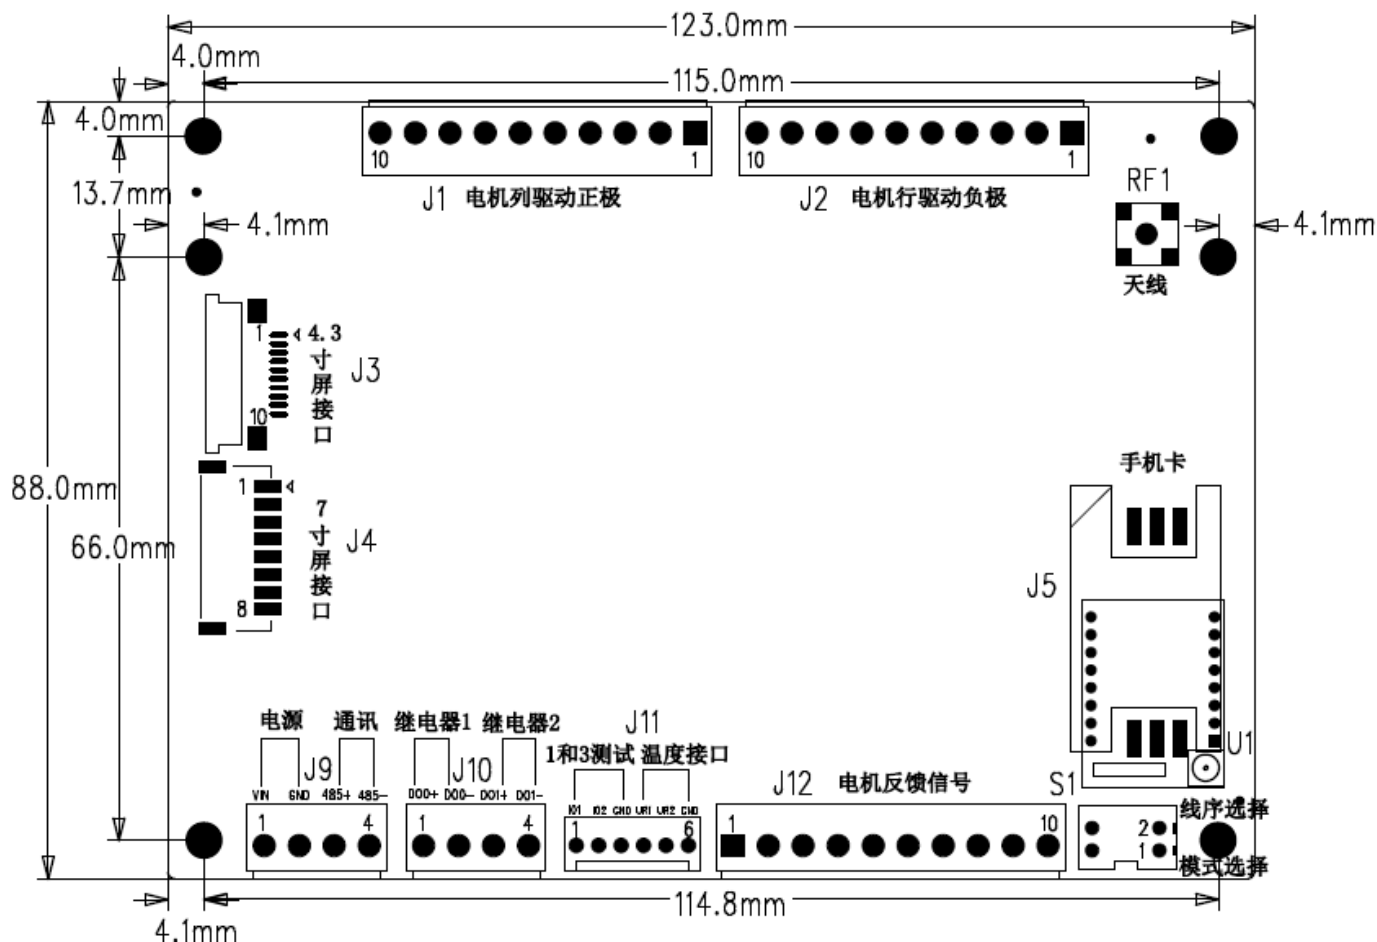 123.0mm
4.0mm
115.0mm
4.0mm
10
1
10
1
J1 电机列驱动正极
J2 电机行驱动负极
RF1
13.7mm
4.1mm
4.1mm
天线
1
4.3
寸
屏
接
口
J3
10
手机卡
88.0mm
1
7
寸
屏
接
口
J4
66.0mm
8
J5
电源
通讯
继电器1
继电器2
J11
1和3测试 温度接口
U1
J9
J10
J12 电机反馈信号
S1
VIN GND 485+ 485-
DO0+ DO0- DO1+ DO1-
IO1 IO2 GND VR1 VR2 GND
线序选择
1
4
1
4
1
6
1
10
2
1
模式选择
114.8mm
4.1mm